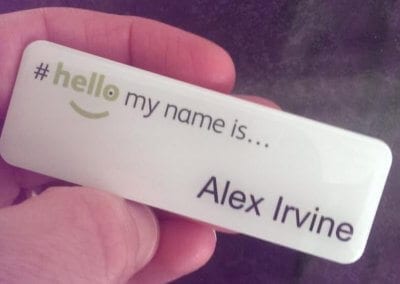 #hello my name is...
Alex Irvine